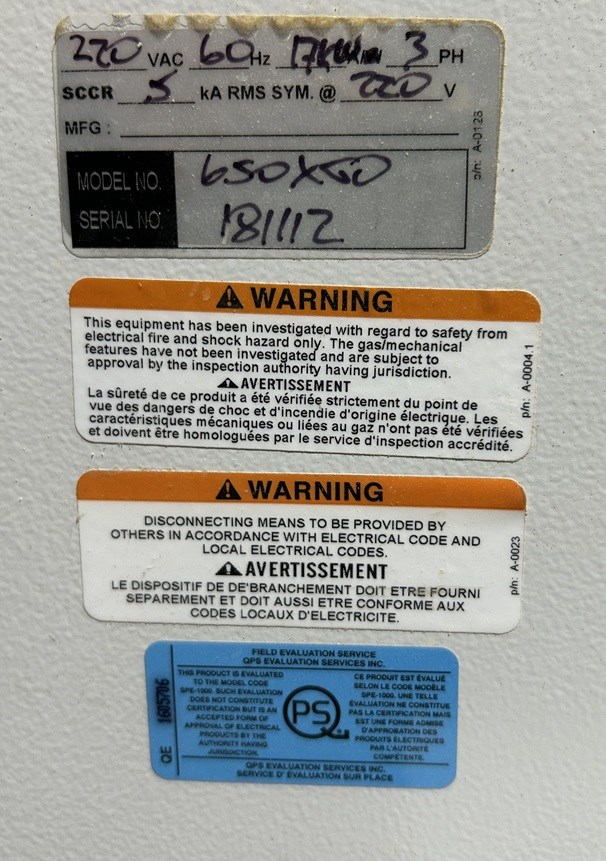 220 VAC 60 Hz 17KW 3 PH
SCCR 5 kA RMS SYM. @ 220 V
MFG :
p/n: A-0128
MODEL NO. 650X50
SERIAL NO 181112
WARNING
This equipment has been investigated with regard to safety from
electrical fire and shock hazard only. The gas/mechanical
features have not been investigated and are subject to
approval by the inspection authority having jurisdiction.
AVERTISSEMENT
La sûreté de ce produit a été vérifiée strictement du point de
vue des dangers de choc et d'incendie d'origine électrique. Les
caractéristiques mécaniques ou liées au gaz n'ont pas été vérifiées
et doivent être homologuées par le service d'inspection accrédité.
p/n: A-0004.1
WARNING
DISCONNECTING MEANS TO BE PROVIDED BY
OTHERS IN ACCORDANCE WITH ELECTRICAL CODE AND
LOCAL ELECTRICAL CODES.
AVERTISSEMENT
LE DISPOSITIF DE DE'BRANCHEMENT DOIT ETRE FOURNI
SEPAREMENT ET DOIT AUSSI ETRE CONFORME AUX
CODES LOCAUX D'ELECTRICITE.
p/n: A-0023
FIELD EVALUATION SERVICE
QPS EVALUATION SERVICES INC.
QE 1605706
THIS PRODUCT IS EVALUATED
TO THE MODEL CODE
SPE-1000. SUCH EVALUATION
DOES NOT CONSTITUTE
CERTIFICATION BUT IS AN
ACCEPTED FORM OF
APPROVAL OF ELECTRICAL
PRODUCTS BY THE
AUTHORITY HAVING
JURISDICTION.
QPS
CE PRODUIT EST ÉVALUÉ
SELON LE CODE MODÈLE
SPE-1000. UNE TELLE
ÉVALUATION NE CONSTITUE
PAS LA CERTIFICATION MAIS
EST UNE FORME ADMISE
D'APPROBATION DES
PRODUITS ÉLECTRIQUES
PAR L'AUTORITÉ
COMPÉTENTE.
QPS EVALUATION SERVICES INC.
SERVICE D' ÉVALUATION SUR PLACE